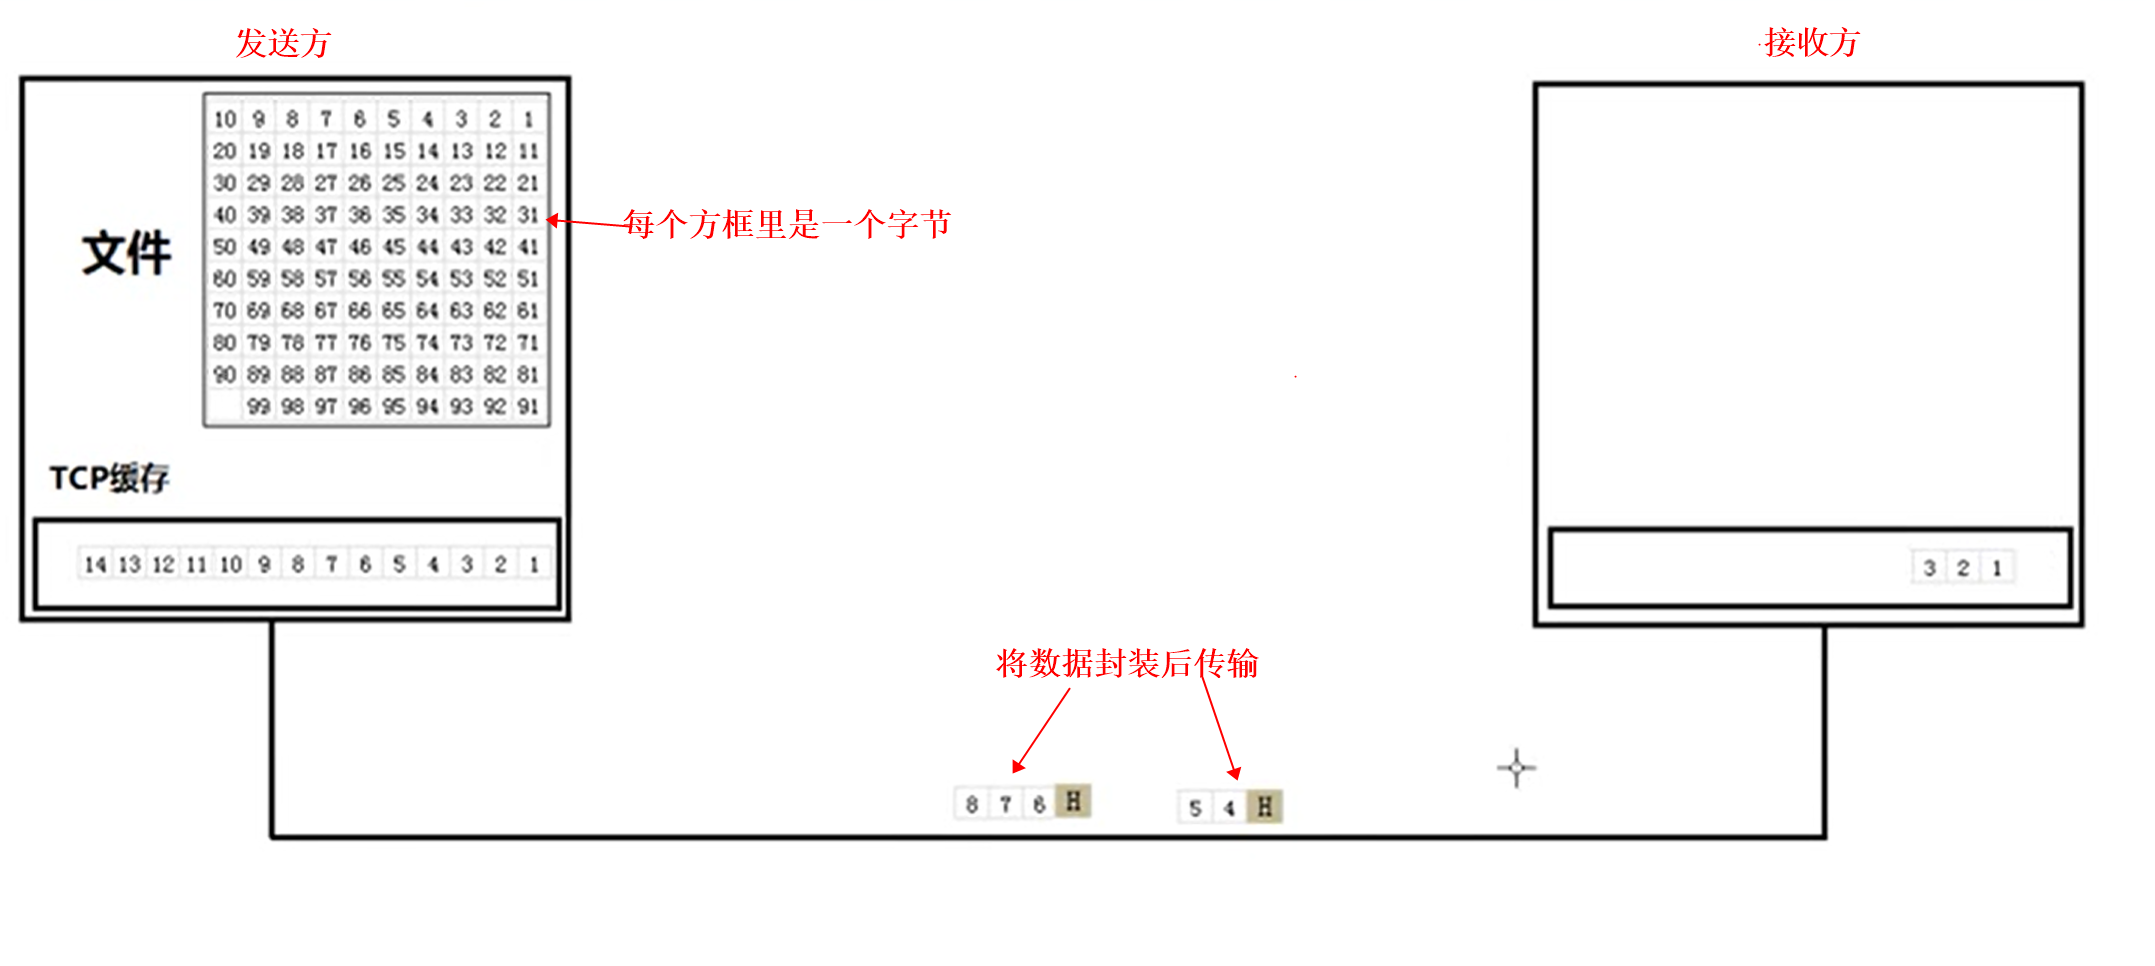 发送方
接收方
10 9 8 7 6 5 4 3 2 1
20 19 18 17 16 15 14 13 12 11
30 29 28 27 26 25 24 23 22 21
40 39 38 37 36 35 34 33 32 31
50 49 48 47 46 45 44 43 42 41
60 59 58 57 56 55 54 53 52 51
70 69 68 67 66 65 64 63 62 61
80 79 78 77 76 75 74 73 72 71
90 89 88 87 86 85 84 83 82 81
99 98 97 96 95 94 93 92 91
文件
每个方框里是一个字节
TCP缓存
14 13 12 11 10 9 8 7 6 5 4 3 2 1
3 2 1
将数据封装后传输
8 7 6 H
5 4 H